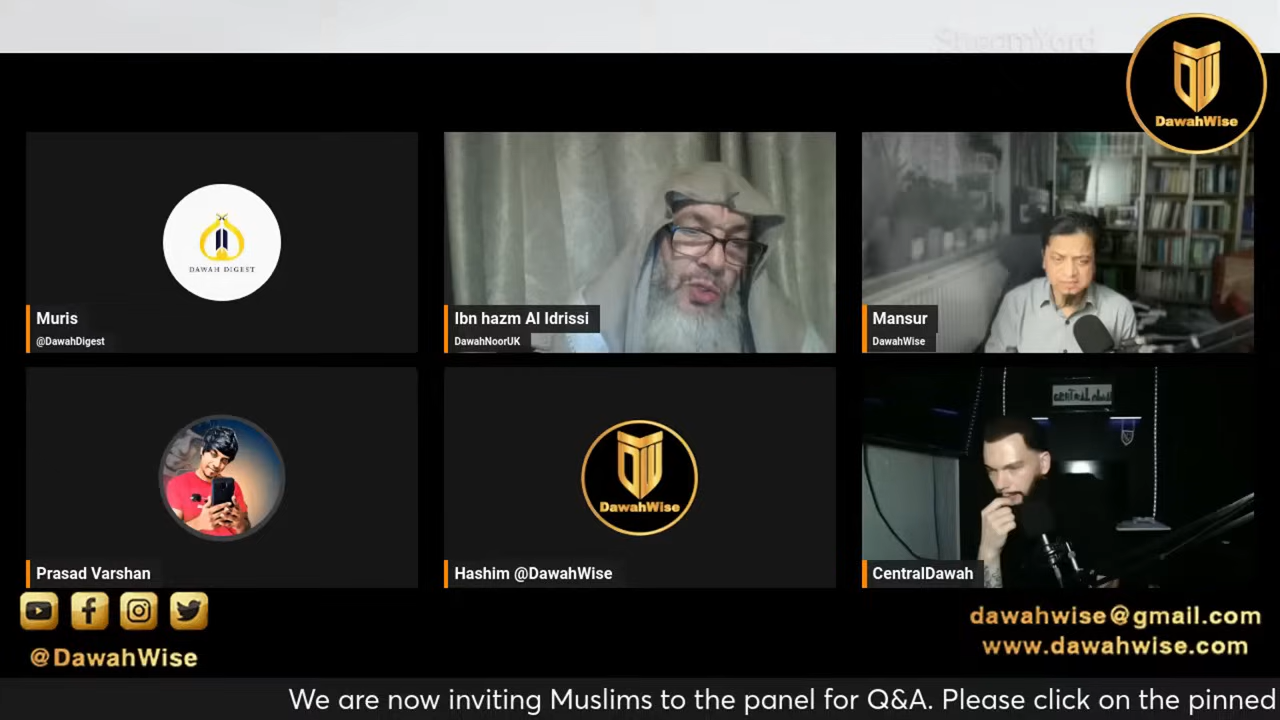 StreamYard
DawahWise
DAWAH DIGEST
Muris
@DawahDigest
Ibn hazm Al Idrissi
DawahNoorUK
Mansur
DawahWise
Prasad Varshan
DawahWise
Hashim @DawahWise
CentralDawah
@DawahWise
dawahwise@gmail.com
www.dawahwise.com
We are now inviting Muslims to the panel for Q&A. Please click on the pinned